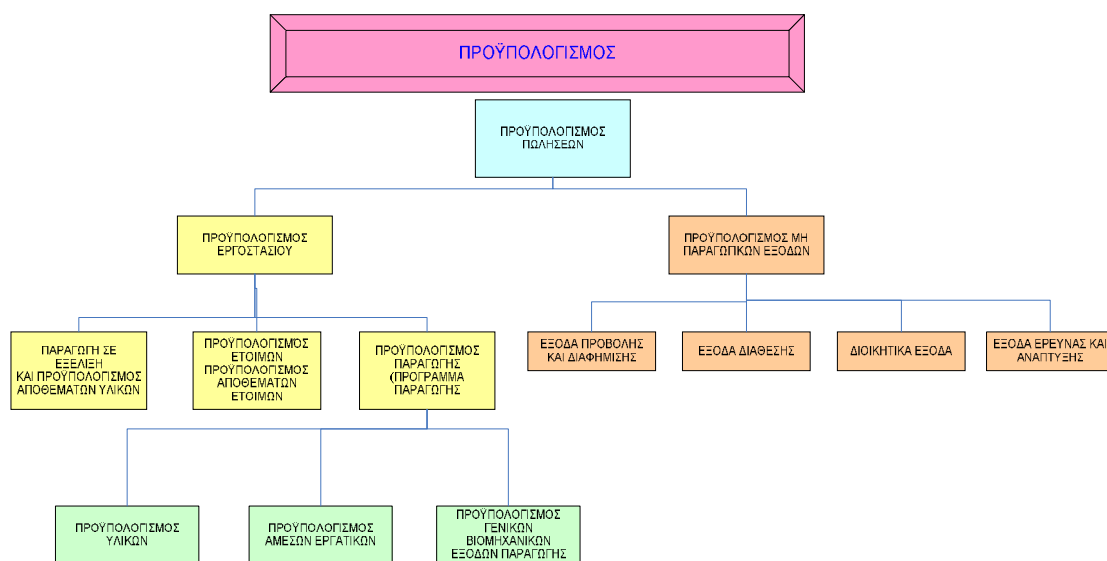 ΠΡΟΫΠΟΛΟΓΙΣΜΟΣ
ΠΡΟΫΠΟΛΟΓΙΣΜΟΣ
ΠΩΛΗΣΕΩΝ
ΠΡΟΫΠΟΛΟΓΙΣΜΟΣ
ΕΡΓΟΣΤΑΣΙΟΥ
ΠΡΟΫΠΟΛΟΓΙΣΜΟΣ ΜΗ
ΠΑΡΑΓΩΓΙΚΩΝ ΕΞΟΔΩΝ
ΠΑΡΑΓΩΓΗ ΣΕ
ΕΞΕΛΙΞΗ
ΚΑΙ ΠΡΟΫΠΟΛΟΓΙΣΜΟΣ
ΑΠΟΘΕΜΑΤΩΝ ΥΛΙΚΩΝ
ΠΡΟΫΠΟΛΟΓΙΣΜΌΣ
ΕΤΟΙΜΩΝ
ΠΡΟΫΠΟΛΟΓΙΣΜΟΣ
ΑΠΟΘΕΜΑΤΩΝ
ΕΤΟΙΜΩΝ
ΠΡΟΫΠΟΛΟΓΙΣΜΟΣ
ΠΑΡΑΓΩΓΗΣ
(ΠΡΟΓΡΑΜΜΑ
ΠΑΡΑΓΩΓΗΣ
ΕΞΟΔΑ ΠΡΟΒΟΛΗΣ
ΚΑΙ ΔΙΑΦΗΜΙΣΗΣ
ΕΞΟΔΑ ΔΙΑΘΕΣΗΣ
ΔΙΟΙΚΗΤΙΚΑ ΕΞΟΔΑ
ΕΞΟΔΑ ΕΡΕΥΝΑΣ ΚΑΙ
ΑΝΑΠΤΥΞΗΣ
ΠΡΟΫΠΟΛΟΓΙΣΜΟΣ
ΥΛΙΚΩΝ
ΠΡΟΫΠΟΛΟΓΙΣΜΟΣ
ΑΜΕΣΩΝ ΕΡΓΑΤΙΚΩΝ
ΠΡΟΫΠΟΛΟΓΙΣΜΟΣ
ΓΕΝΙΚΩΝ
ΒΙΟΜΗΧΑΝΙΚΩΝ
ΕΞΟΔΩΝ ΠΑΡΑΓΩΓΗΣ